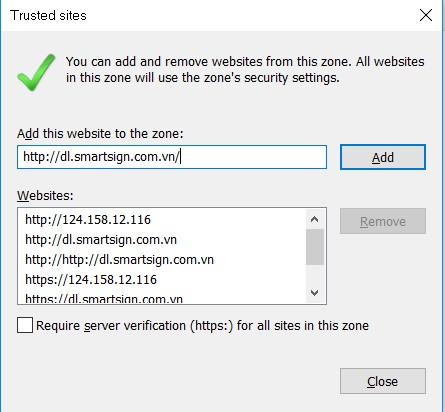 Trusted sites
You can add and remove websites from this zone. All websites
in this zone will use the zone's security settings.
Add this website to the zone:
http://dl.smartsign.com.vn/
Add
Websites:
http://124.158.12.116
http://dl.smartsign.com.vn
http://http://dl.smartsign.com.vn
https://124.158.12.116
https://dl.smartsign.com.vn
Remove
Require server verification (https:) for all sites in this zone
Close